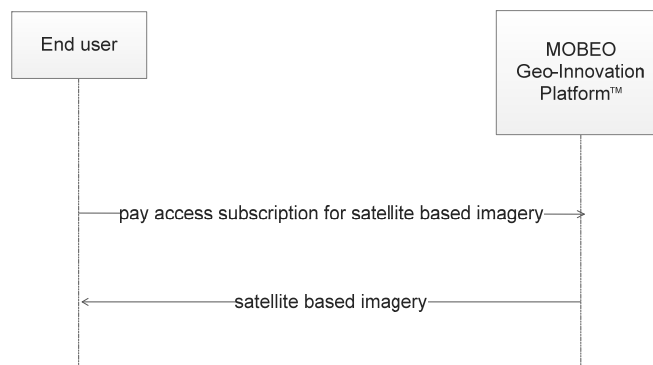 End user
MOBEO
Geo-Innovation
Platform™
pay access subscription for satellite based imagery
satellite based imagery